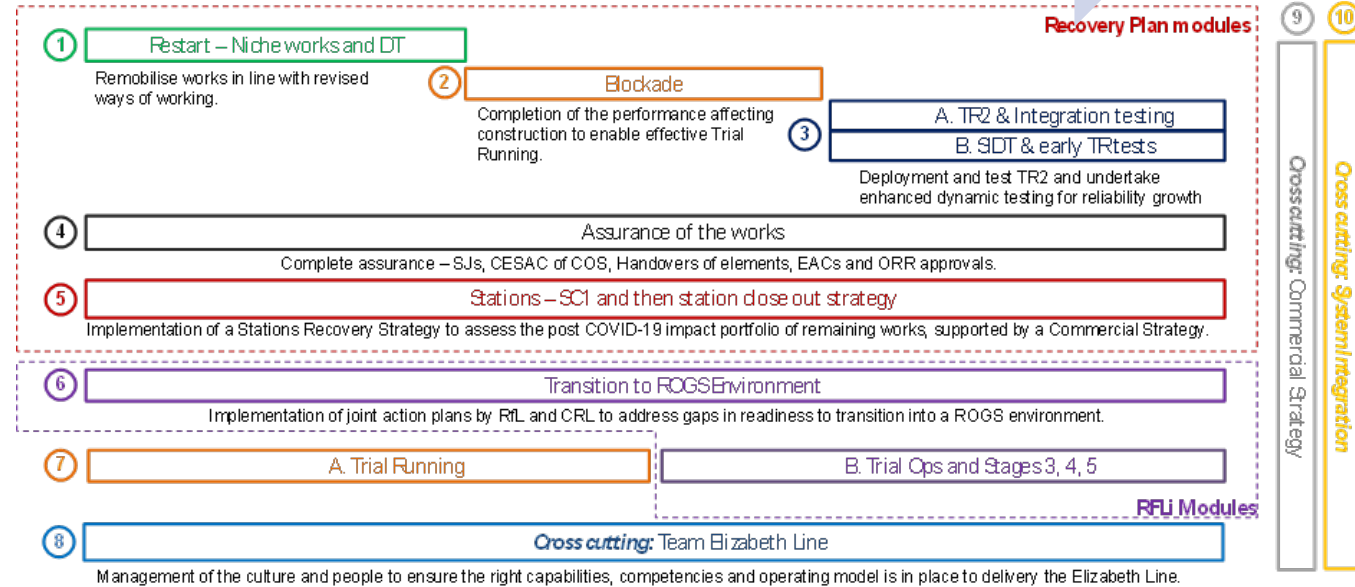 Recovery Plan modules
1
Restart – Niche works and DT
Remobilise works in line with revised
ways of working.
2
Blockade
Completion of the performance affecting
construction to enable effective Trial
Running.
3
A. TR2 & Integration testing
B. SIDT & early TR tests
Deployment and test TR2 and undertake
enhanced dynamic testing for reliability growth
4
Assurance of the works
Complete assurance – SJs, CESAC of COS, Handovers of elements, EACs and ORR approvals.
5
Stations – SC1 and then station close out strategy
Implementation of a Stations Recovery Strategy to assess the post COVID-19 impact portfolio of remaining works, supported by a Commercial Strategy.
6
Transition to ROGS Environment
Implementation of joint action plans by RfL and CRL to address gaps in readiness to transition into a ROGS environment.
7
A. Trial Running
B. Trial Ops and Stages 3, 4, 5
RFLi Modules
8
Cross cutting: Team Elizabeth Line
Management of the culture and people to ensure the right capabilities, competencies and operating model is in place to delivery the Elizabeth Line.
9
Cross cutting: Commercial Strategy
10
Cross cutting: System Integration